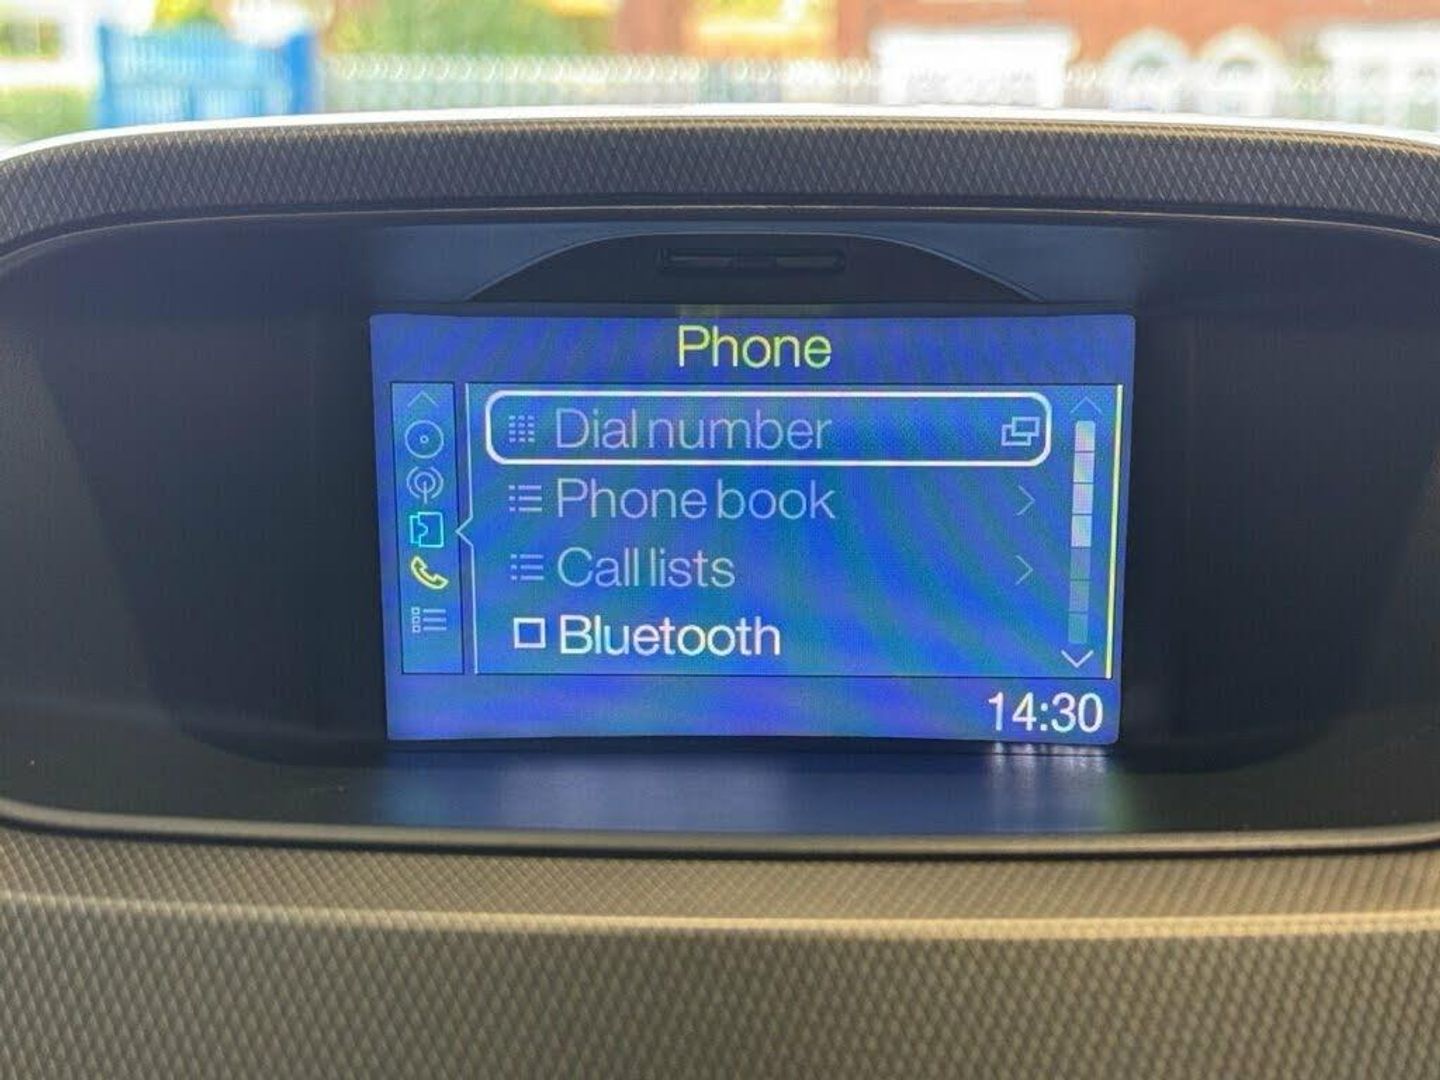 Phone
Dial number
Phone book
Call lists
Bluetooth
14:30